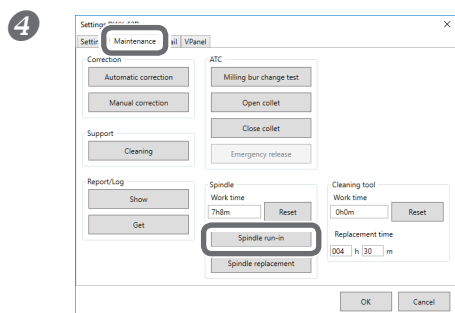 4
Settings DWX-52D
Maintenance
VPanel
Correction
Automatic correction
Manual correction
Support
Cleaning
Report/Log
Show
Get
ATC
Milling bur change test
Open collet
Close collet
Emergency release
Spindle
Work time
7h8m Reset
Spindle run-in
Spindle replacement
Cleaning tool
Work time
0h0m Reset
Replacement time
004 h 30 m
OK Cancel